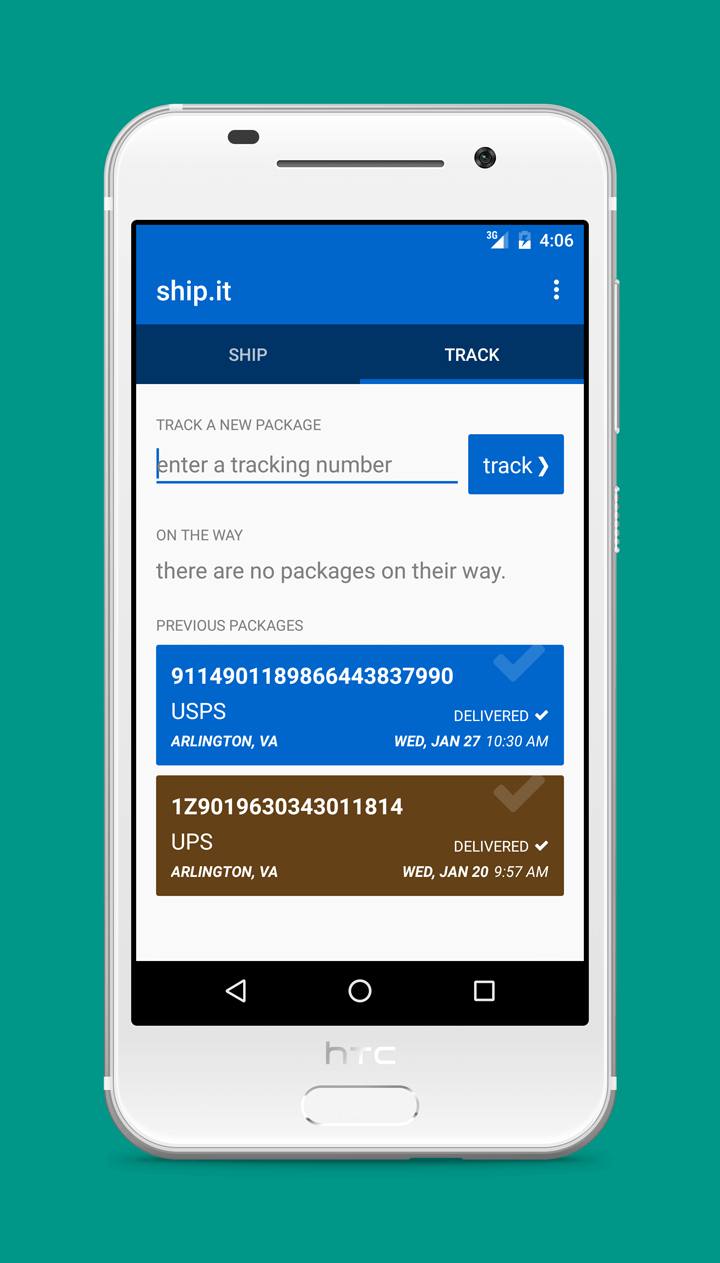 3G 4:06
ship.it
SHIP TRACK
TRACK A NEW PACKAGE
enter a tracking number track ❯
ON THE WAY
there are no packages on their way.
PREVIOUS PACKAGES
9114901189866443837990
USPS DELIVERED
ARLINGTON, VA WED, JAN 27 10:30 AM
1Z9019630343011814
UPS DELIVERED
ARLINGTON, VA WED, JAN 20 9:57 AM
hTC